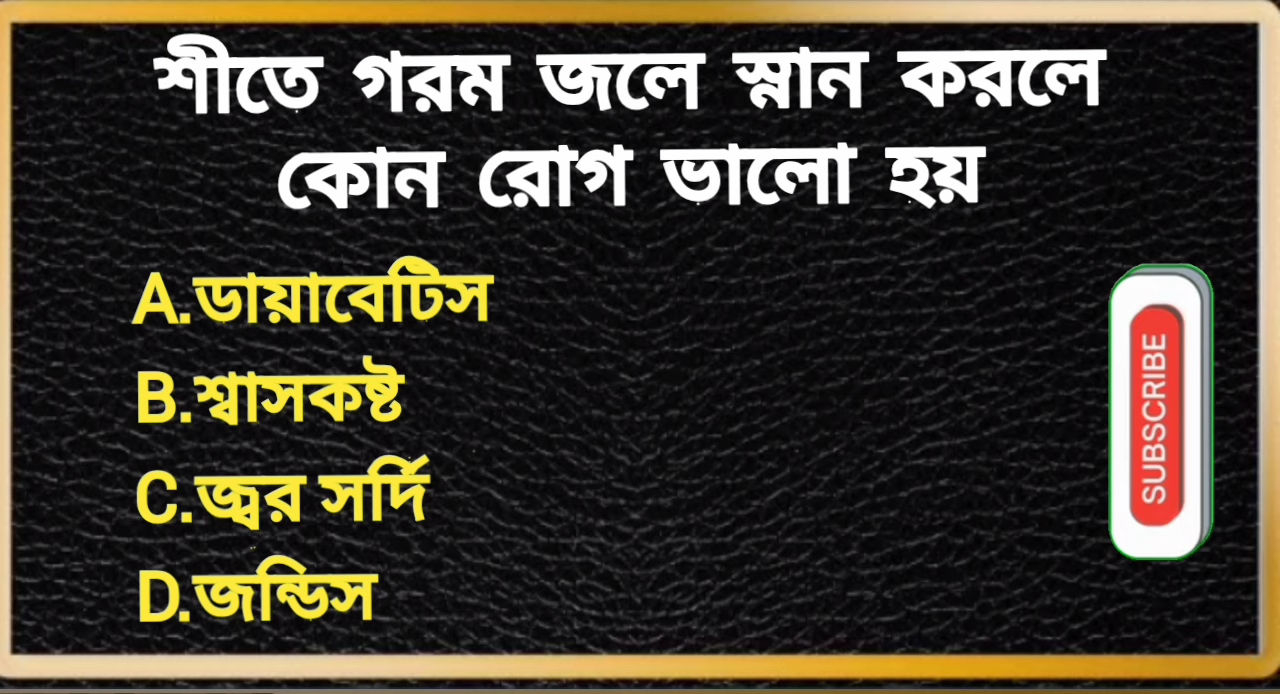 শীতে গরম জলে স্নান করলে
কোন রোগ ভালো হয়
A.ডায়াবেটিস
B.শ্বাসকষ্ট
C.জ্বর সর্দি
D.জন্ডিস
SUBSCRIBE